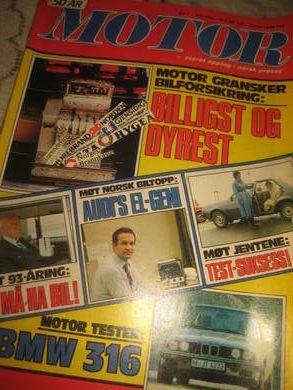 50 ÅR
MOTOR
størst opplag i norsk presse
MOTOR GRANSKER
BILFORSIKRING:
BILLIGST OG
DYREST
MØT NORSK BILTOPP:
AUDI'S EL-GENI
MØT JENTENE:
TEST-SUKSESS!
93-ÅRING:
MÅ HA BIL!
MOTOR TESTER
BMW 316